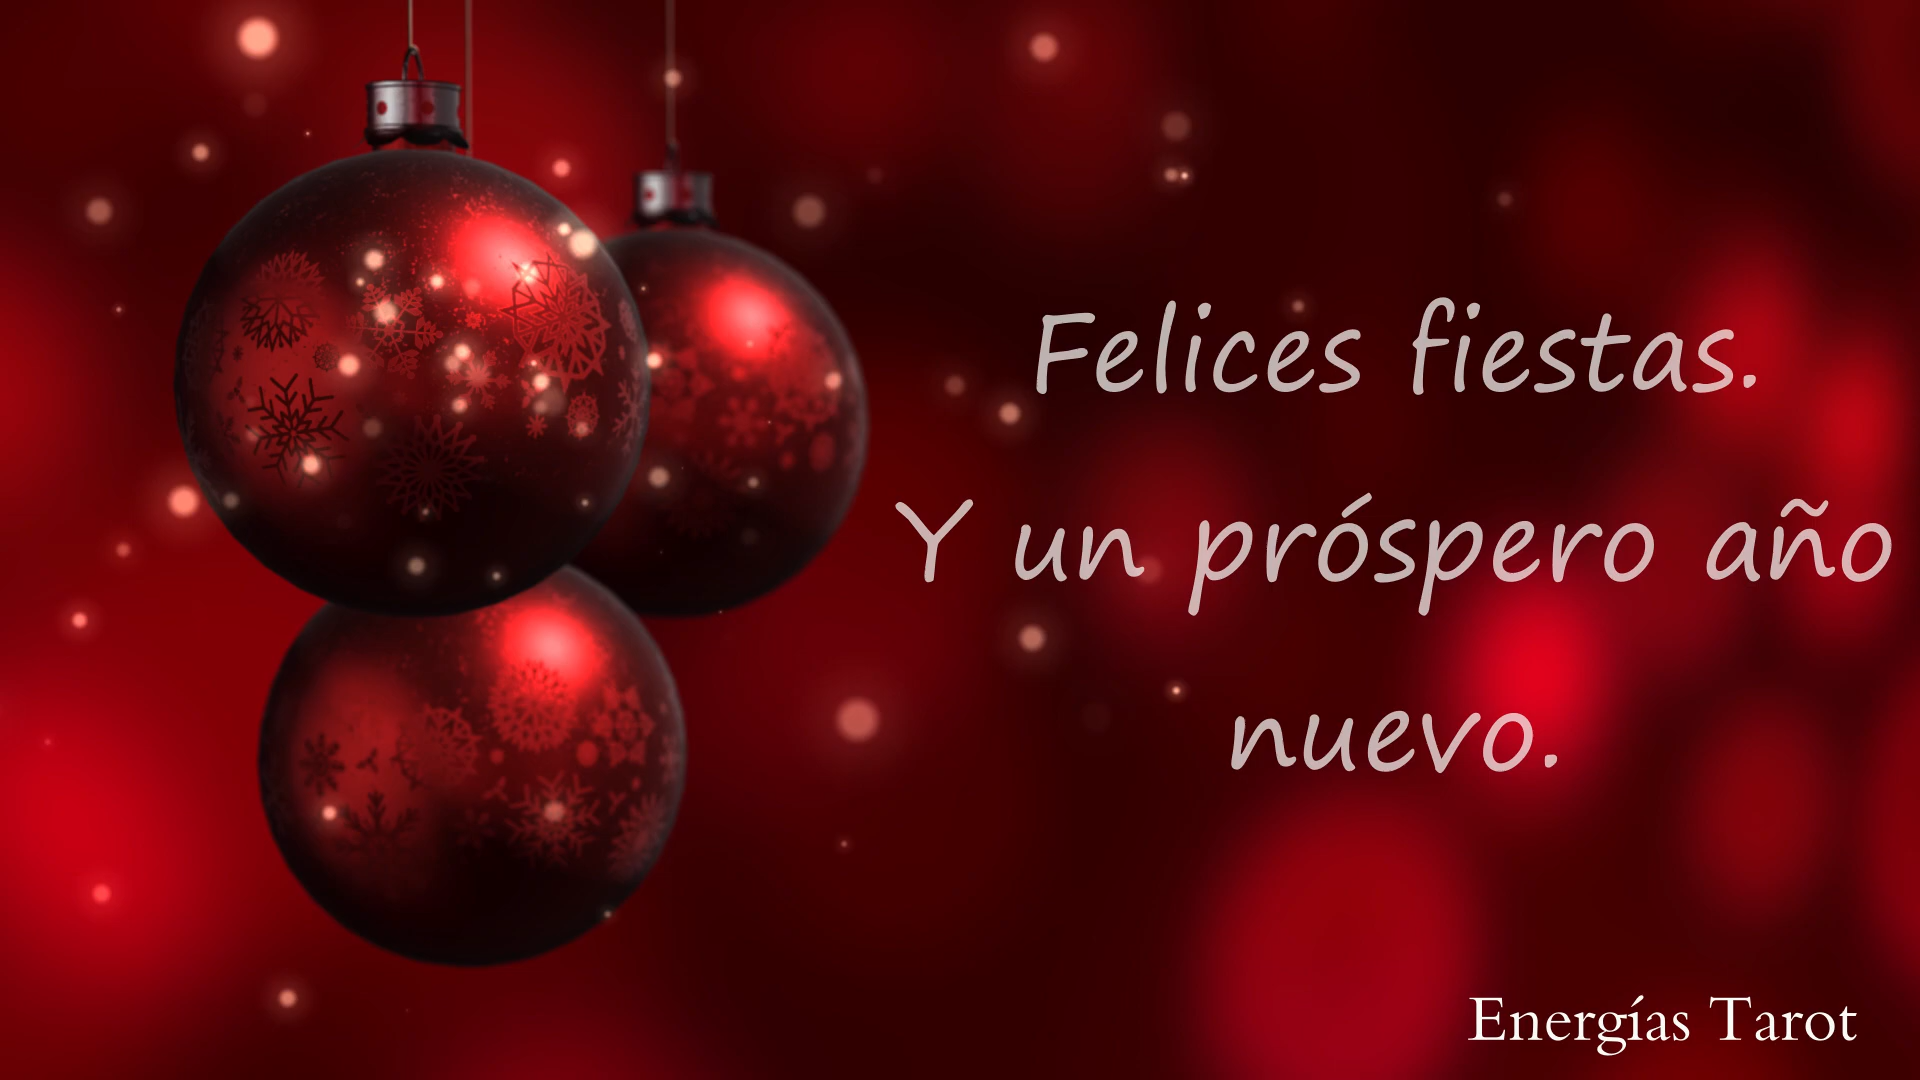 Felices fiestas.
Y un próspero año
nuevo.
Energías Tarot